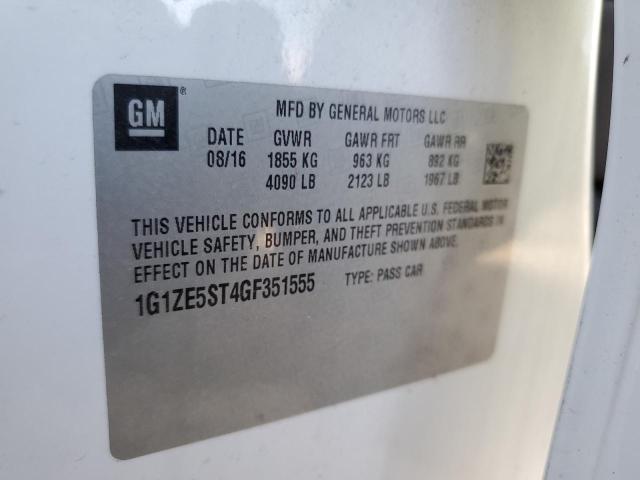 GM® MFD BY GENERAL MOTORS LLC
DATE GVWR GAWR FRT GAWR RR
08/16 1855 KG 963 KG 892 KG
4090 LB 2123 LB 1967 LB
THIS VEHICLE CONFORMS TO ALL APPLICABLE U.S. FEDERAL MOTOR
VEHICLE SAFETY, BUMPER, AND THEFT PREVENTION STANDARDS IN
EFFECT ON THE DATE OF MANUFACTURE SHOWN ABOVE.
1G1ZE5ST4GF351555 TYPE: PASS CAR